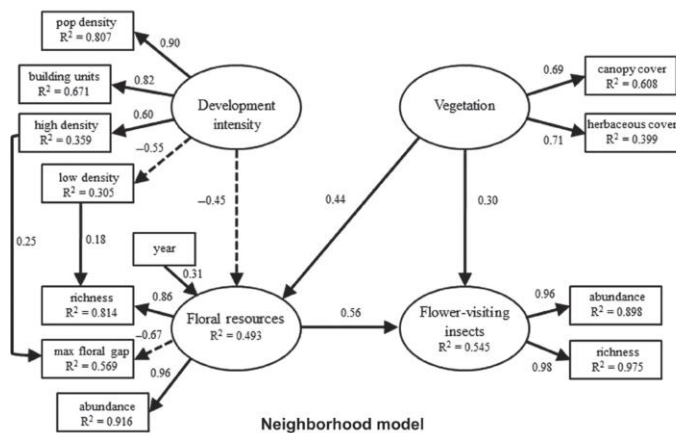 pop density
R² = 0.807
0.90
building units
R² = 0.671
0.82
high density
R² = 0.359
0.60
low density
R² = 0.305
–0.55
Development
intensity
Vegetation
0.69
canopy cover
R² = 0.608
0.71
herbaceous cover
R² = 0.399
–0.45
0.44
0.30
0.25
0.18
year
0.31
richness
R² = 0.814
0.86
max floral gap
R² = 0.569
–0.67
abundance
R² = 0.916
0.96
Floral resources
R² = 0.493
0.56
Flower-visiting
insects
R² = 0.545
0.96
abundance
R² = 0.898
0.98
richness
R² = 0.975
Neighborhood model